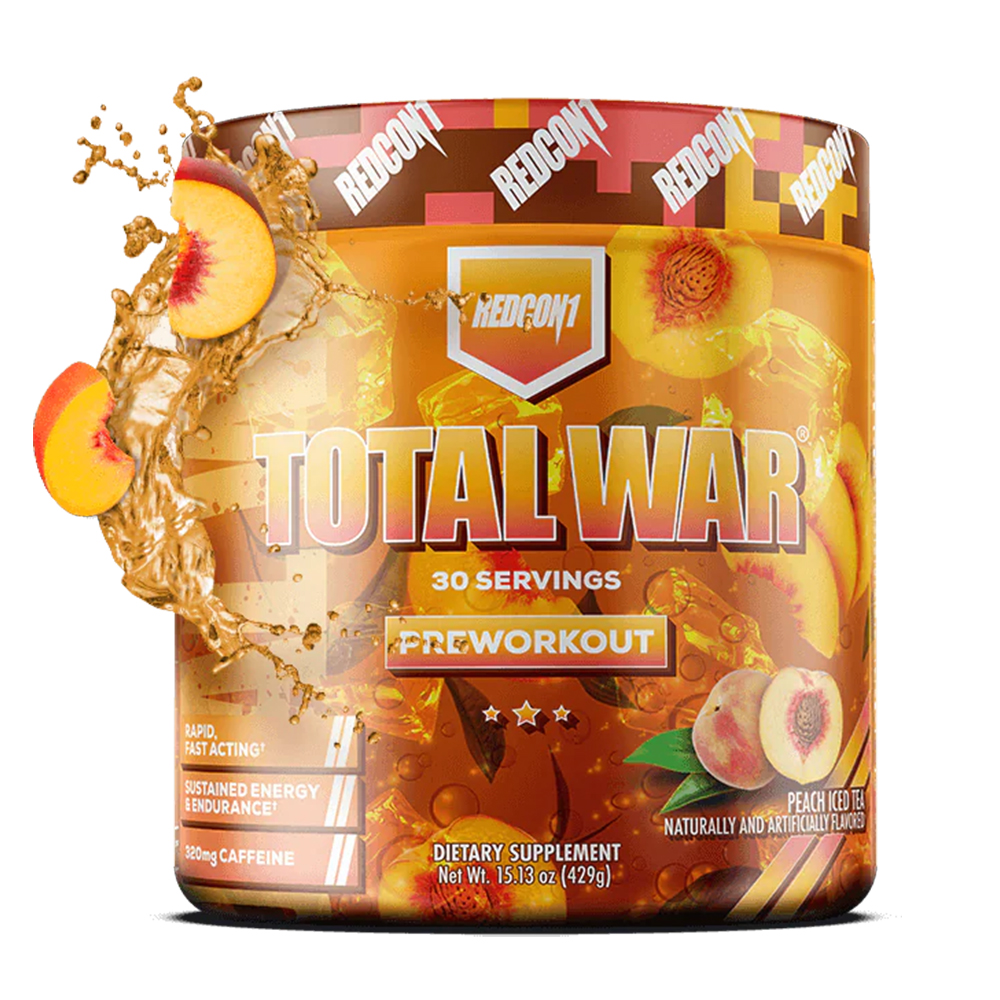 REDCON1 REDCON1 REDCON1 REDCON1 REDCON1
REDCON1
TOTAL WAR®
30 SERVINGS
PREWORKOUT
RAPID,
FAST ACTING†
SUSTAINED ENERGY
& ENDURANCE†
320mg CAFFEINE
PEACH ICED TEA
NATURALLY AND ARTIFICIALLY FLAVORED
DIETARY SUPPLEMENT
Net Wt. 15.13 oz (429g)